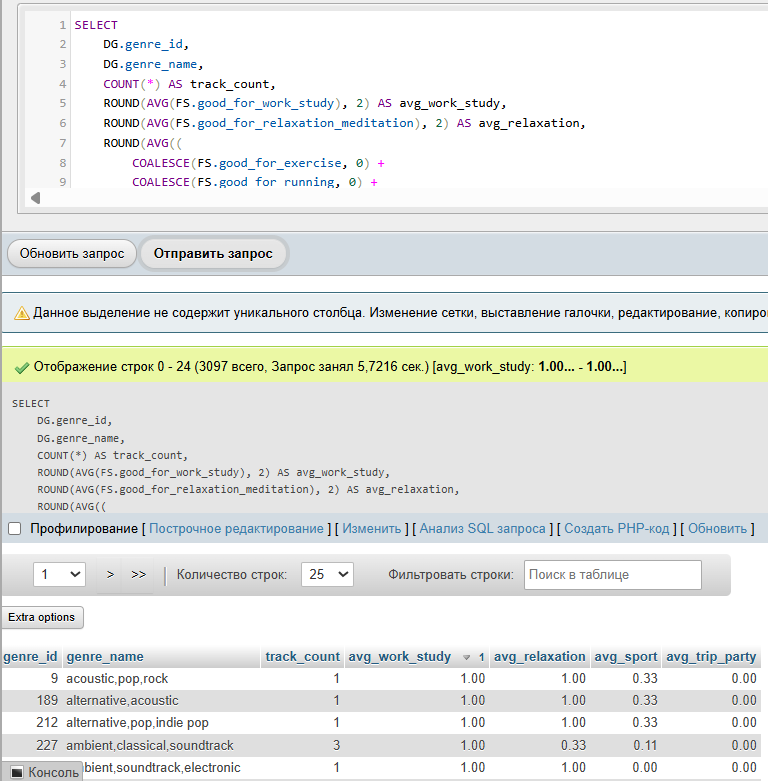 1 SELECT
2 DG.genre_id,
3 DG.genre_name,
4 COUNT(*) AS track_count,
5 ROUND(AVG(FS.good_for_work_study), 2) AS avg_work_study,
6 ROUND(AVG(FS.good_for_relaxation_meditation), 2) AS avg_relaxation,
7 ROUND(AVG((
8 COALESCE(FS.good_for_exercise, 0) +
9 COALESCE(FS.good_for_running, 0) +
Обновить запрос Отправить запрос
Данное выделение не содержит уникального столбца. Изменение сетки, выставление галочки, редактирование,
Отображение строк 0 - 24 (3097 всего, Запрос занял 5,7216 сек.) [avg_work_study: 1.00... - 1.00...]
SELECT
DG.genre_id,
DG.genre_name,
COUNT(*) AS track_count,
ROUND(AVG(FS.good_for_work_study), 2) AS avg_work_study,
ROUND(AVG(FS.good_for_relaxation_meditation), 2) AS avg_relaxation,
ROUND(AVG((
Профилирование [ Построчное редактирование ] [ Изменить ] [ Анализ SQL запроса ] [ Создать PHP-код ] [ Обновить ]
1 > >> | Количество строк: 25 Фильтровать строки: Поиск в таблице
Extra options
genre_id genre_name track_count avg_work_study 1 avg_relaxation avg_sport avg_trip_party
9 acoustic,pop,rock 1 1.00 1.00 0.33 0.00
189 alternative,acoustic 1 1.00 1.00 0.33 0.00
212 alternative,pop,indie pop 1 1.00 1.00 0.33 0.00
227 ambient,classical,soundtrack 3 1.00 0.33 0.11 0.00
Консоль bient,soundtrack,electronic 1 1.00 1.00 0.00 0.00